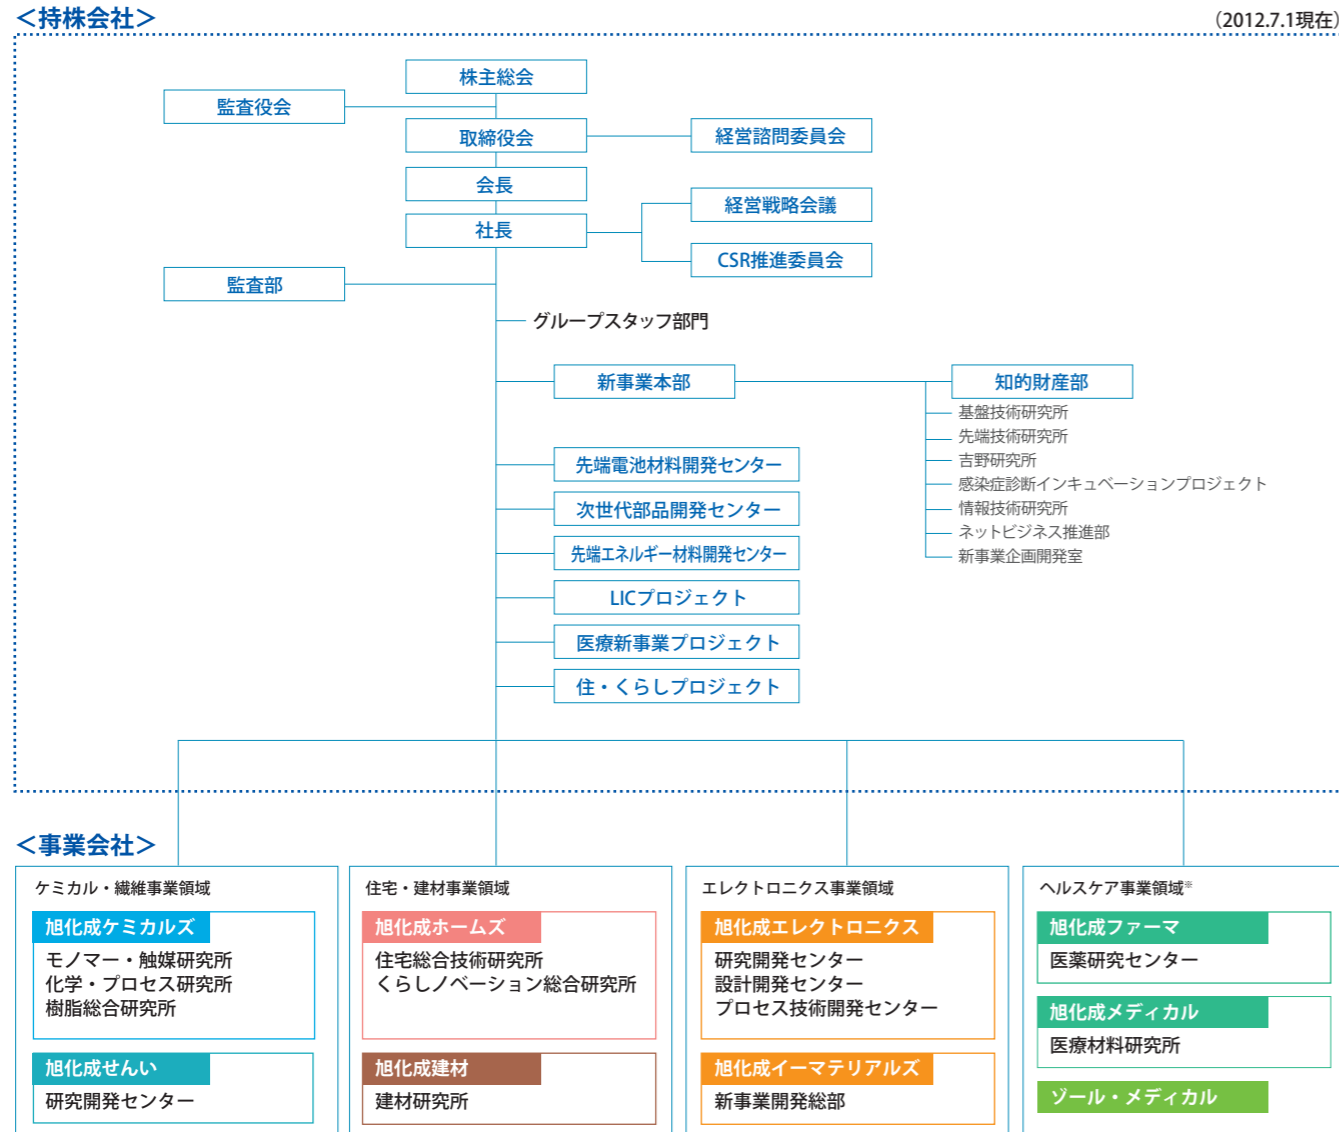 ＜持株会社＞
（2012.7.1現在）
株主総会
監査役会
取締役会
経営諮問委員会
会長
経営戦略会議
社長
CSR推進委員会
監査部
グループスタッフ部門
新事業本部
知的財産部
基盤技術研究所
先端技術研究所
吉野研究所
感染症診断インキュベーションプロジェクト
情報技術研究所
ネットビジネス推進部
新事業企画開発室
先端電池材料開発センター
次世代部品開発センター
先端エネルギー材料開発センター
LICプロジェクト
医療新事業プロジェクト
住・くらしプロジェクト
＜事業会社＞
ケミカル・繊維事業領域
旭化成ケミカルズ
モノマー・触媒研究所
化学・プロセス研究所
樹脂総合研究所
旭化成せんい
研究開発センター
住宅・建材事業領域
旭化成ホームズ
住宅総合技術研究所
くらしノベーション総合研究所
旭化成建材
建材研究所
エレクトロニクス事業領域
旭化成エレクトロニクス
研究開発センター
設計開発センター
プロセス技術開発センター
旭化成イーマテリアルズ
新事業開発総部
ヘルスケア事業領域※
旭化成ファーマ
医薬研究センター
旭化成メディカル
医療材料研究所
ゾール・メディカル